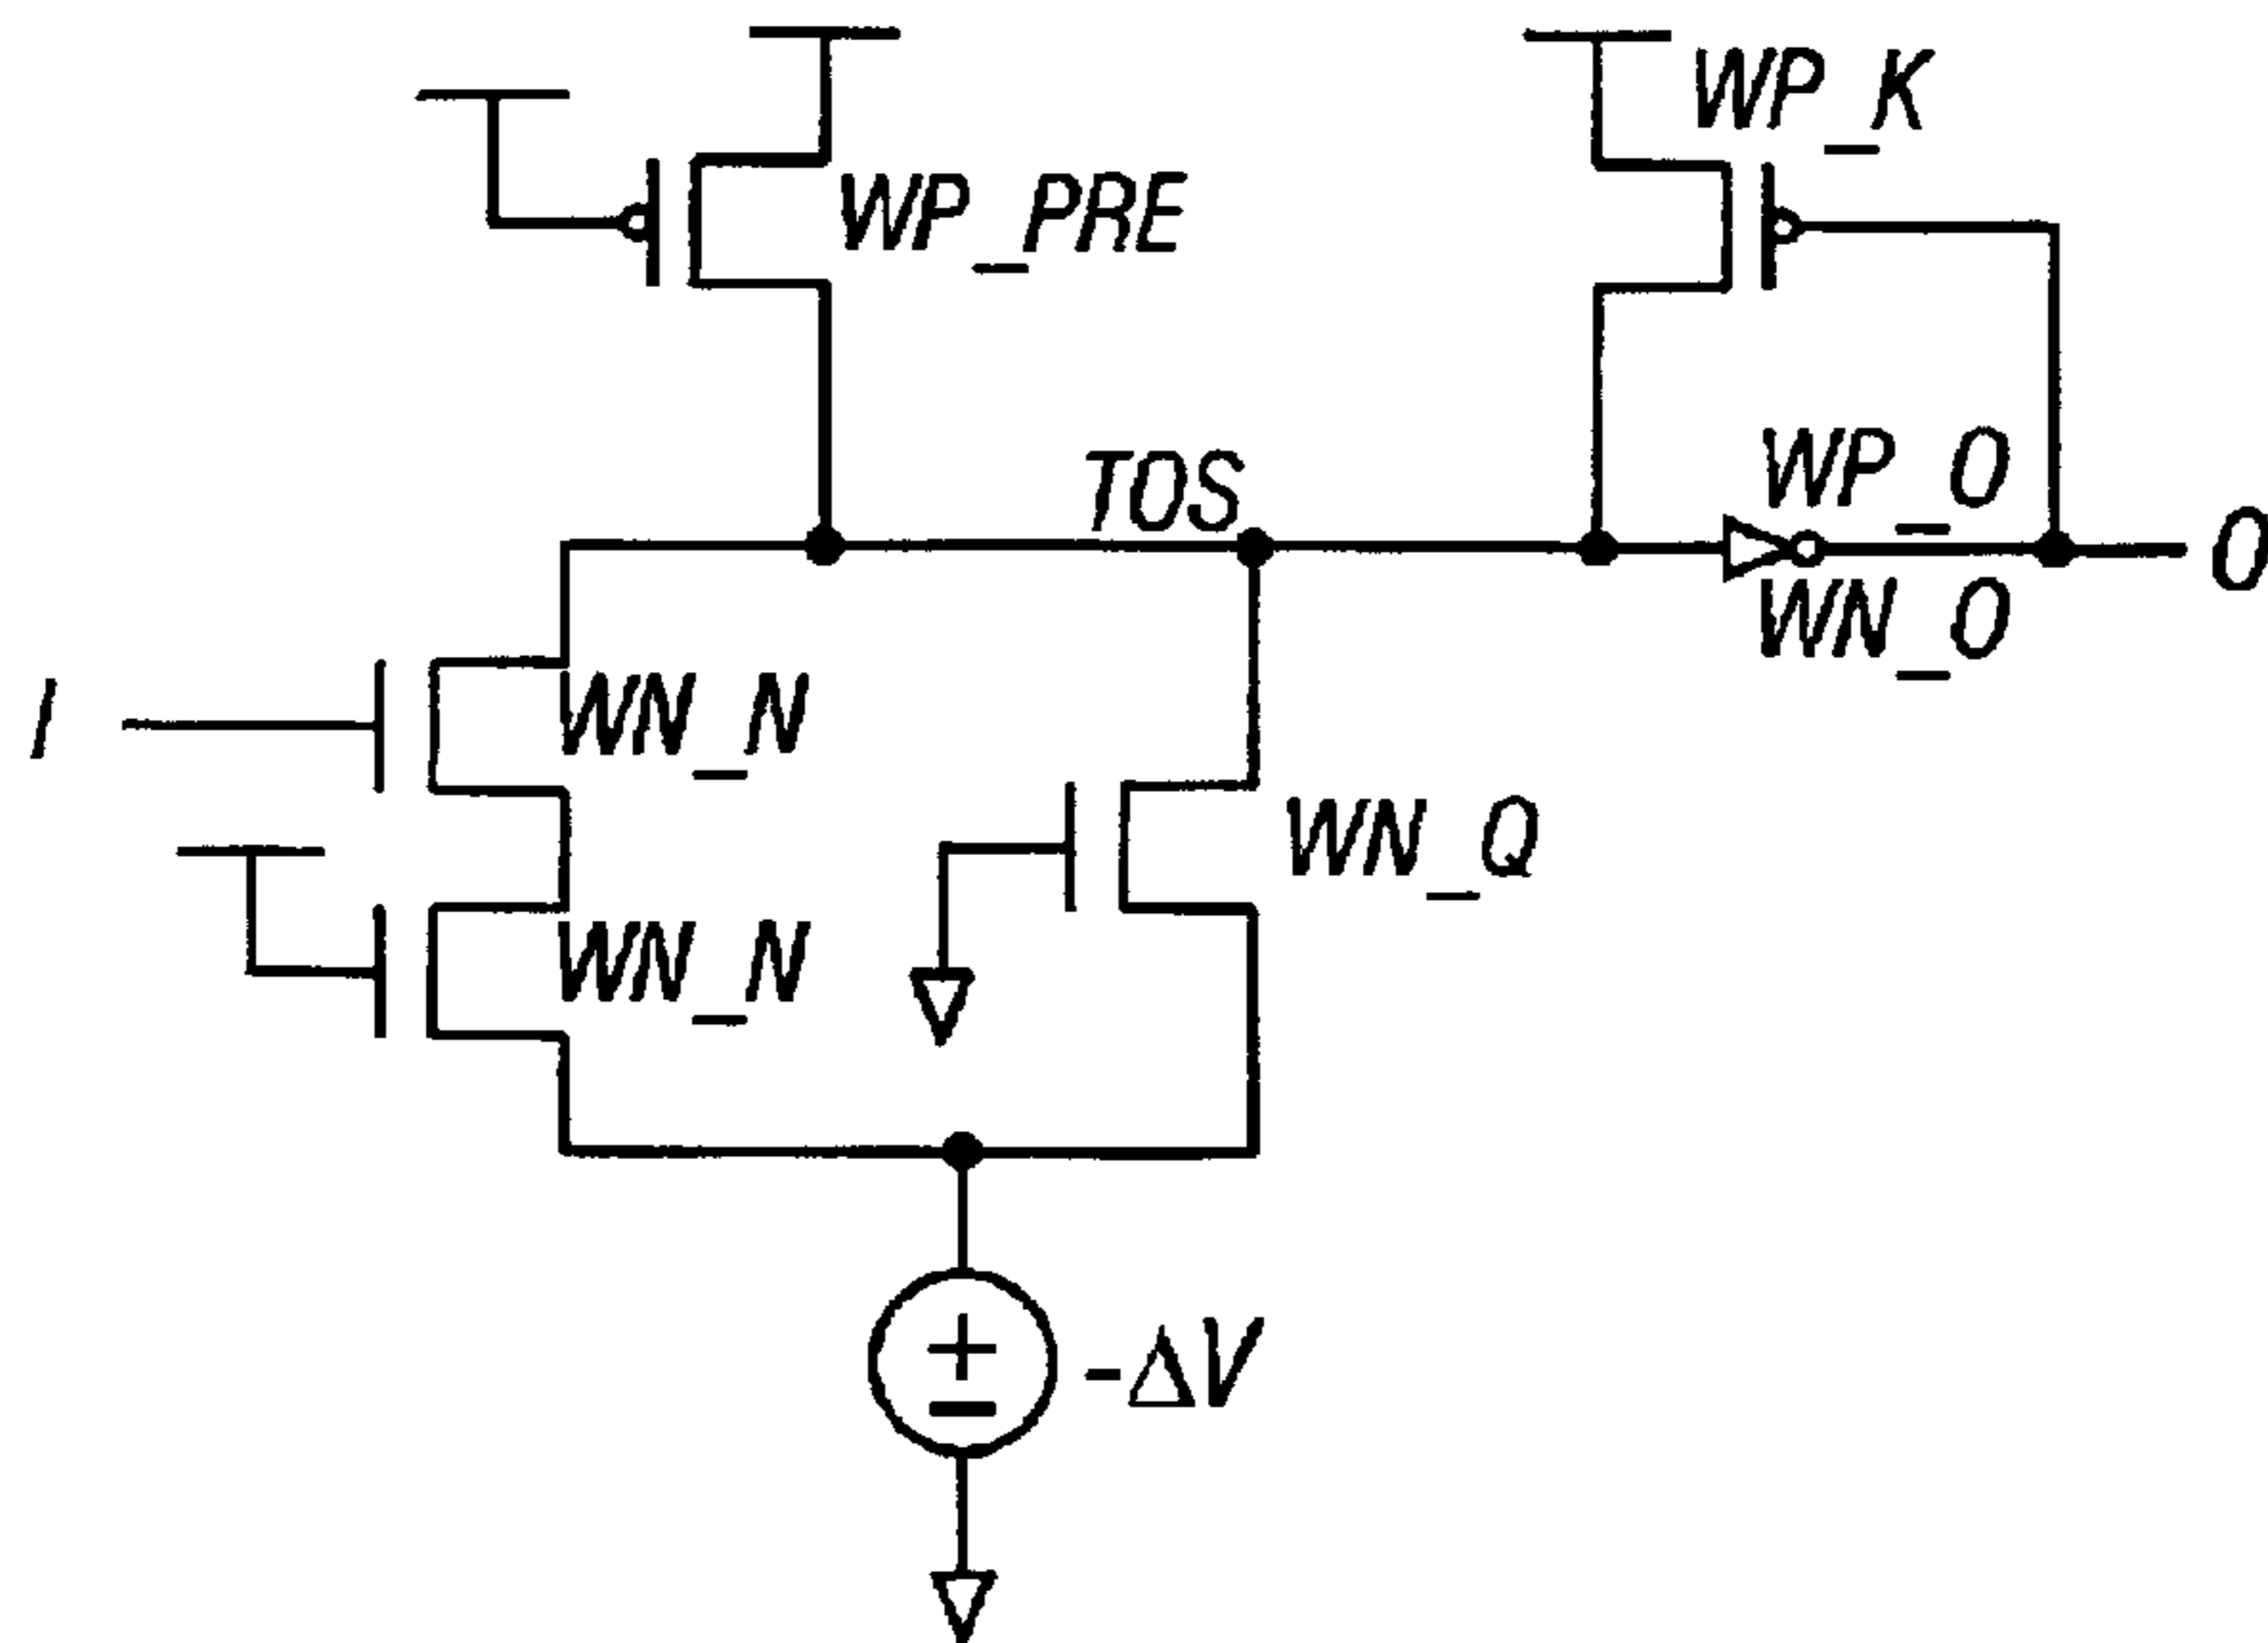 WP_K
WP_PRE
TOS
WP_O
O
WN_O
I
WN_N
WN_Q
WN_N
+
-
-ΔV